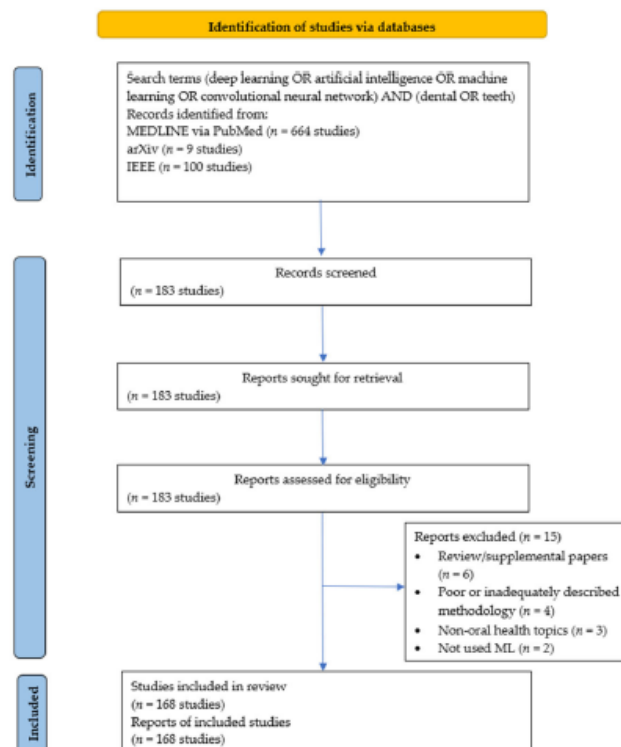 Identification of studies via databases
Identification
Search terms (deep learning OR artificial intelligence OR machine
learning OR convolutional neural network) AND (dental OR teeth)
Records identified from:
MEDLINE via PubMed (n = 664 studies)
arXiv (n = 9 studies)
IEEE (n = 100 studies)
Screening
Records screened
(n = 183 studies)
Reports sought for retrieval
(n = 183 studies)
Reports assessed for eligibility
(n = 183 studies)
Reports excluded (n = 15)
• Review/supplemental papers
(n = 6)
• Poor or inadequately described
methodology (n = 4)
• Non-oral health topics (n = 3)
• Not used ML (n = 2)
Included
Studies included in review
(n = 168 studies)
Reports of included studies
(n = 168 studies)